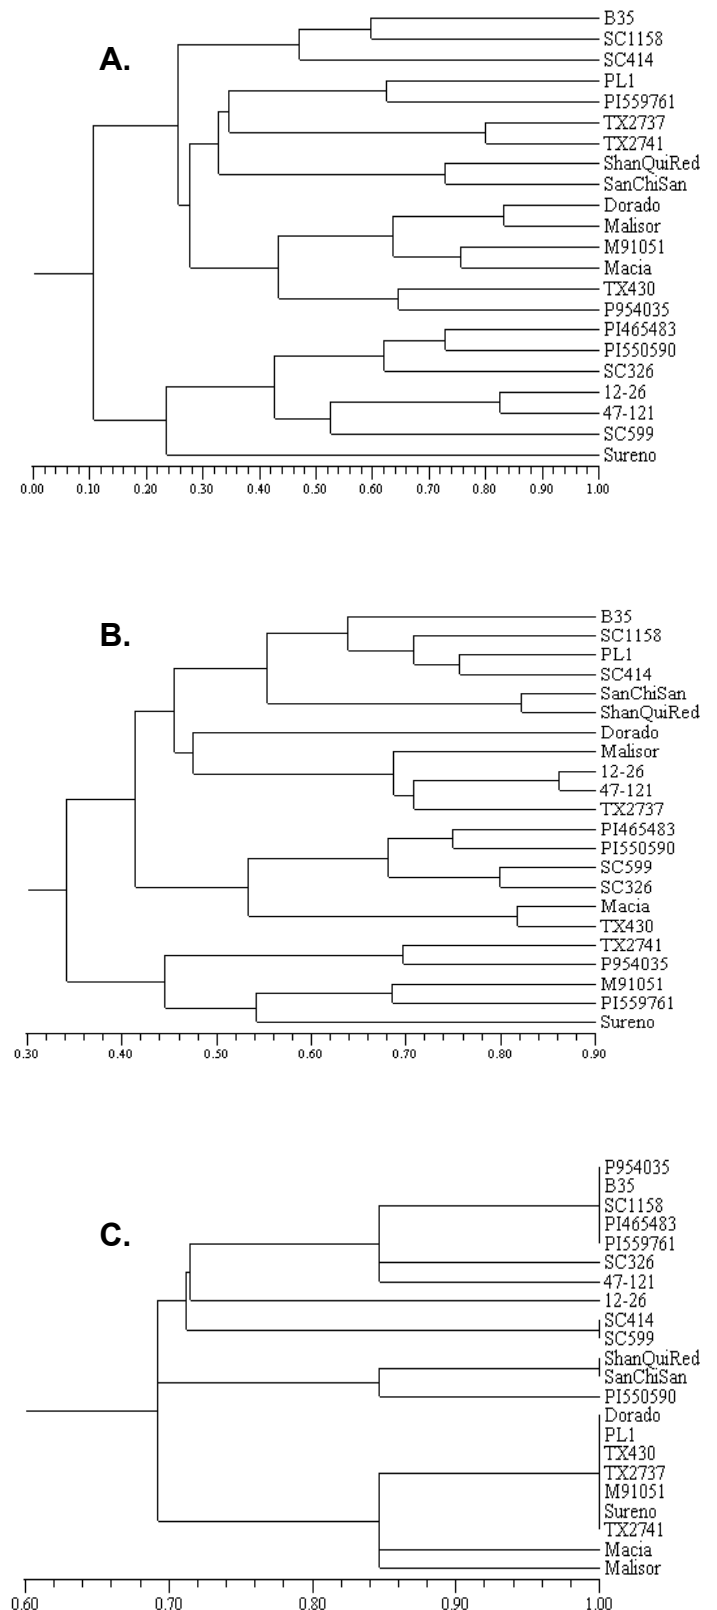 A.
B35
SC1158
SC414
PL1
PI559761
TX2737
TX2741
ShanQuiRed
SanChiSan
Dorado
Malisor
M91051
Macia
TX430
P954035
PI465483
PI550590
SC326
12-26
47-121
SC599
Sureno
0.00 0.10 0.20 0.30 0.40 0.50 0.60 0.70 0.80 0.90 1.00
B.
B35
SC1158
PL1
SC414
SanChiSan
ShanQuiRed
Dorado
Malisor
12-26
47-121
TX2737
PI465483
PI550590
SC599
SC326
Macia
TX430
TX2741
P954035
M91051
PI559761
Sureno
0.30 0.40 0.50 0.60 0.70 0.80 0.90
C.
P954035
B35
SC1158
PI465483
PI559761
SC326
47-121
12-26
SC414
SC599
ShanQuiRed
SanChiSan
PI550590
Dorado
PL1
TX430
TX2737
M91051
Sureno
TX2741
Macia
Malisor
0.60 0.70 0.80 0.90 1.00